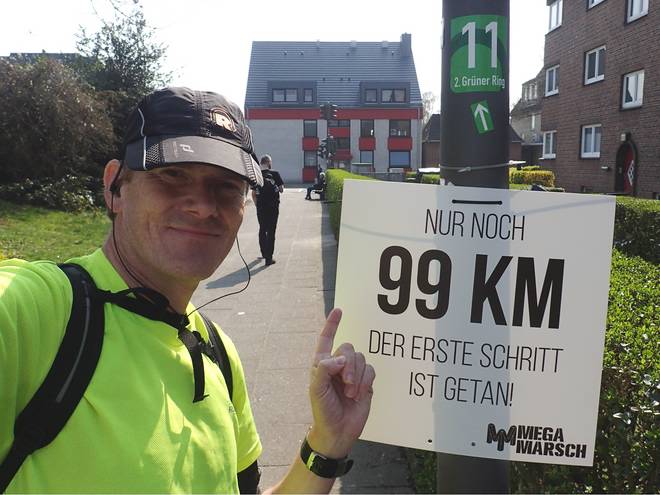 11
2. Grüner Ring
NUR NOCH
99 KM
DER ERSTE SCHRITT
IST GETAN!
MEGA
MARSCH